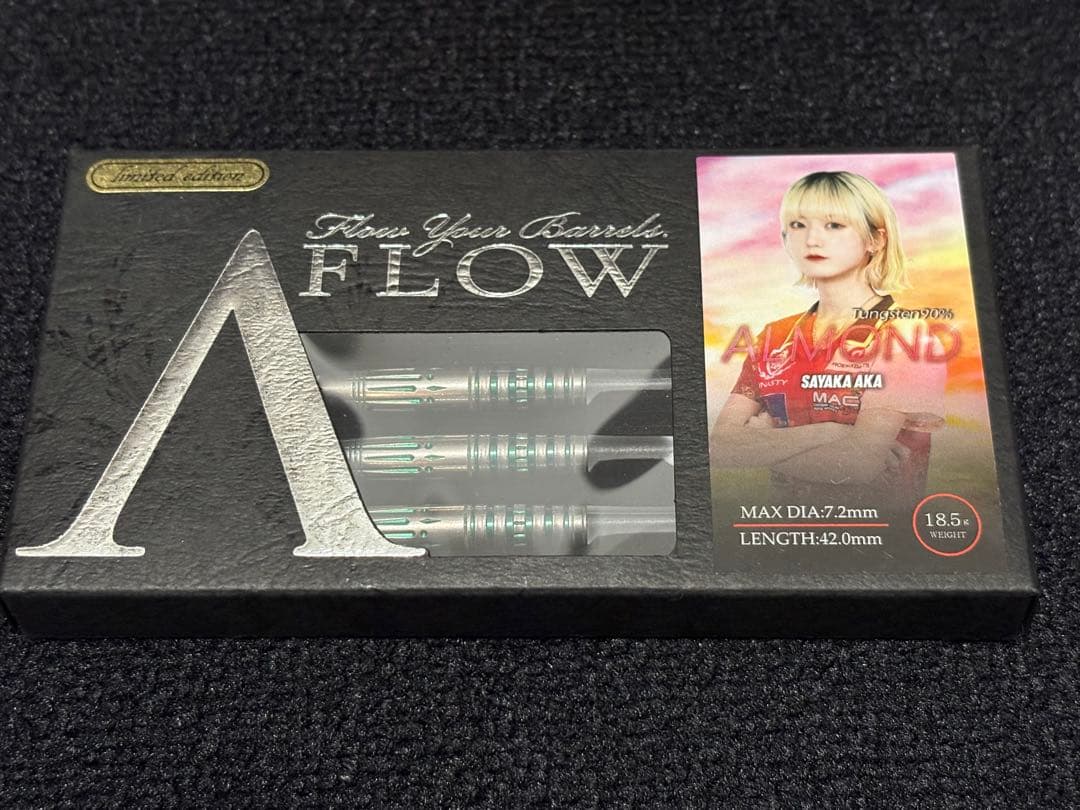 limited edition
Flow Your Barrels.
Λ FLOW
Tungsten90%
ALMOND
SAYAKA AKA
MAC
MAX DIA:7.2mm
LENGTH:42.0mm
18.5g
WEIGHT